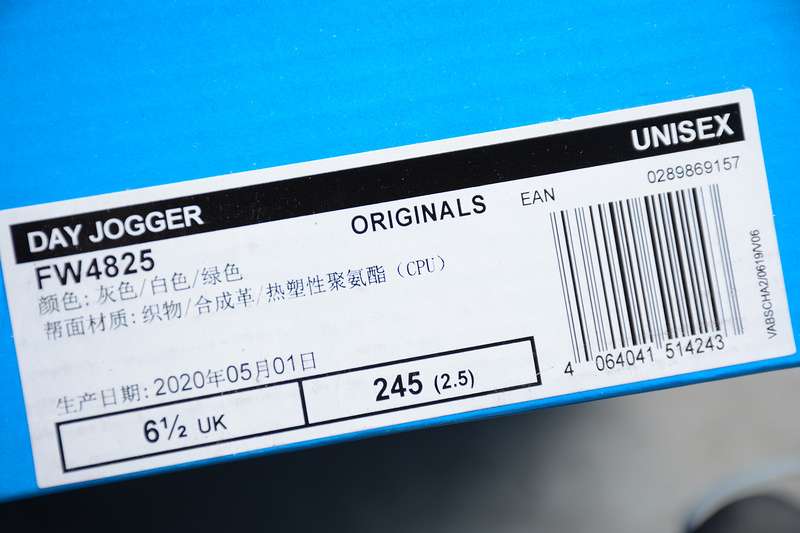 UNISEX
DAY JOGGER
ORIGINALS
EAN
0289869157
FW4825
颜色: 灰色/白色/绿色
帮面材质: 织物/合成革/热塑性聚氨酯（CPU）
生产日期: 2020年05月01日
6½ UK
245 (2.5)
4 064041 514243
VABSCHA2/0619/V06